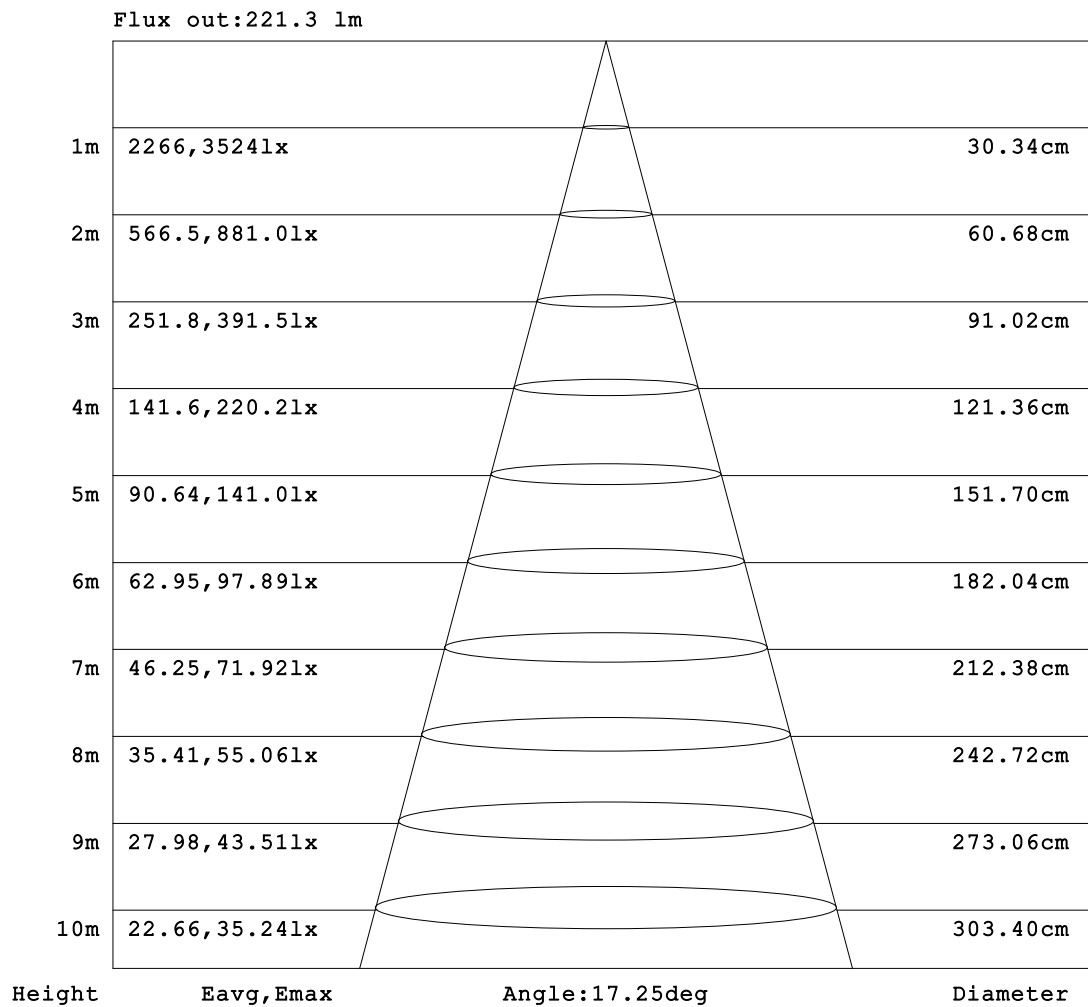 Flux out:221.3 lm
1m 2266,3524lx 30.34cm
2m 566.5,881.0lx 60.68cm
3m 251.8,391.5lx 91.02cm
4m 141.6,220.2lx 121.36cm
5m 90.64,141.0lx 151.70cm
6m 62.95,97.89lx 182.04cm
7m 46.25,71.92lx 212.38cm
8m 35.41,55.06lx 242.72cm
9m 27.98,43.51lx 273.06cm
10m 22.66,35.24lx 303.40cm
Height Eavg,Emax Angle:17.25deg Diameter